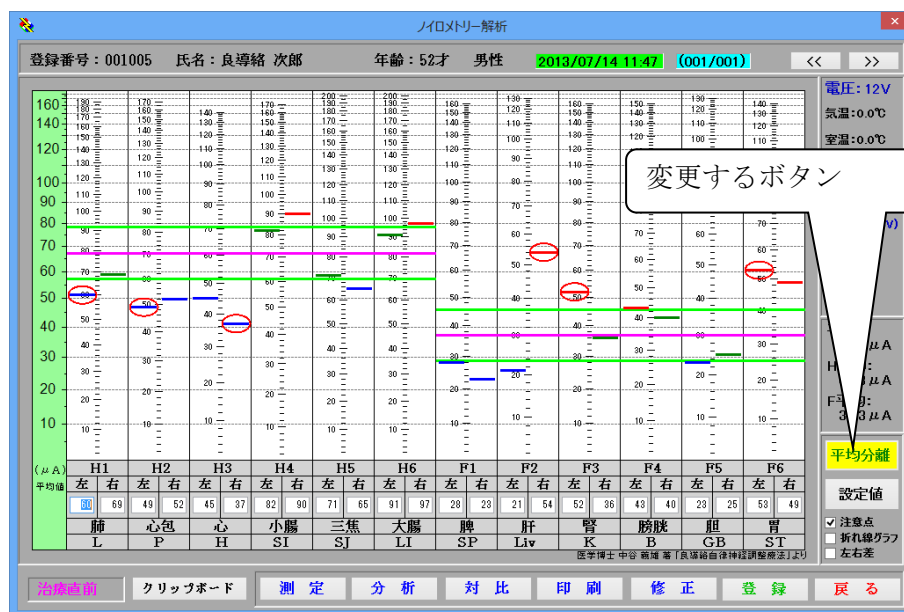 ノイロメトリー解析
登録番号：001005 氏名：良導絡 次郎 年齢：52才 男性 2013/07/14 11:47 (001/001) << >>
電圧：12V
気温：0.0℃
室温：0.0℃
変更するボタン
160 140 120 100 90 80 70 60 50 40 30 20 10
(μA) H1 H2 H3 H4 H5 H6 F1 F2 F3 F4 F5 F6
平均値 左 右 左 右 左 右 左 右 左 右 左 右 左 右 左 右 左 右 左 右 左 右 左 右
60 69 49 52 45 37 82 90 71 65 91 97 28 23 21 54 52 36 43 40 23 25 53 49
肺 心包 心 小腸 三焦 大腸 脾 肝 腎 膀胱 胆 胃
L P H SI SJ LI SP Liv K B GB ST
医学博士 中谷 義雄 著「良導絡自律神経調整療法」より
平均分離
設定値
注意点
折れ線グラフ
左右差
治療直前 クリップボード 測 定 分 析 対 比 印 刷 修 正 登 録 戻 る